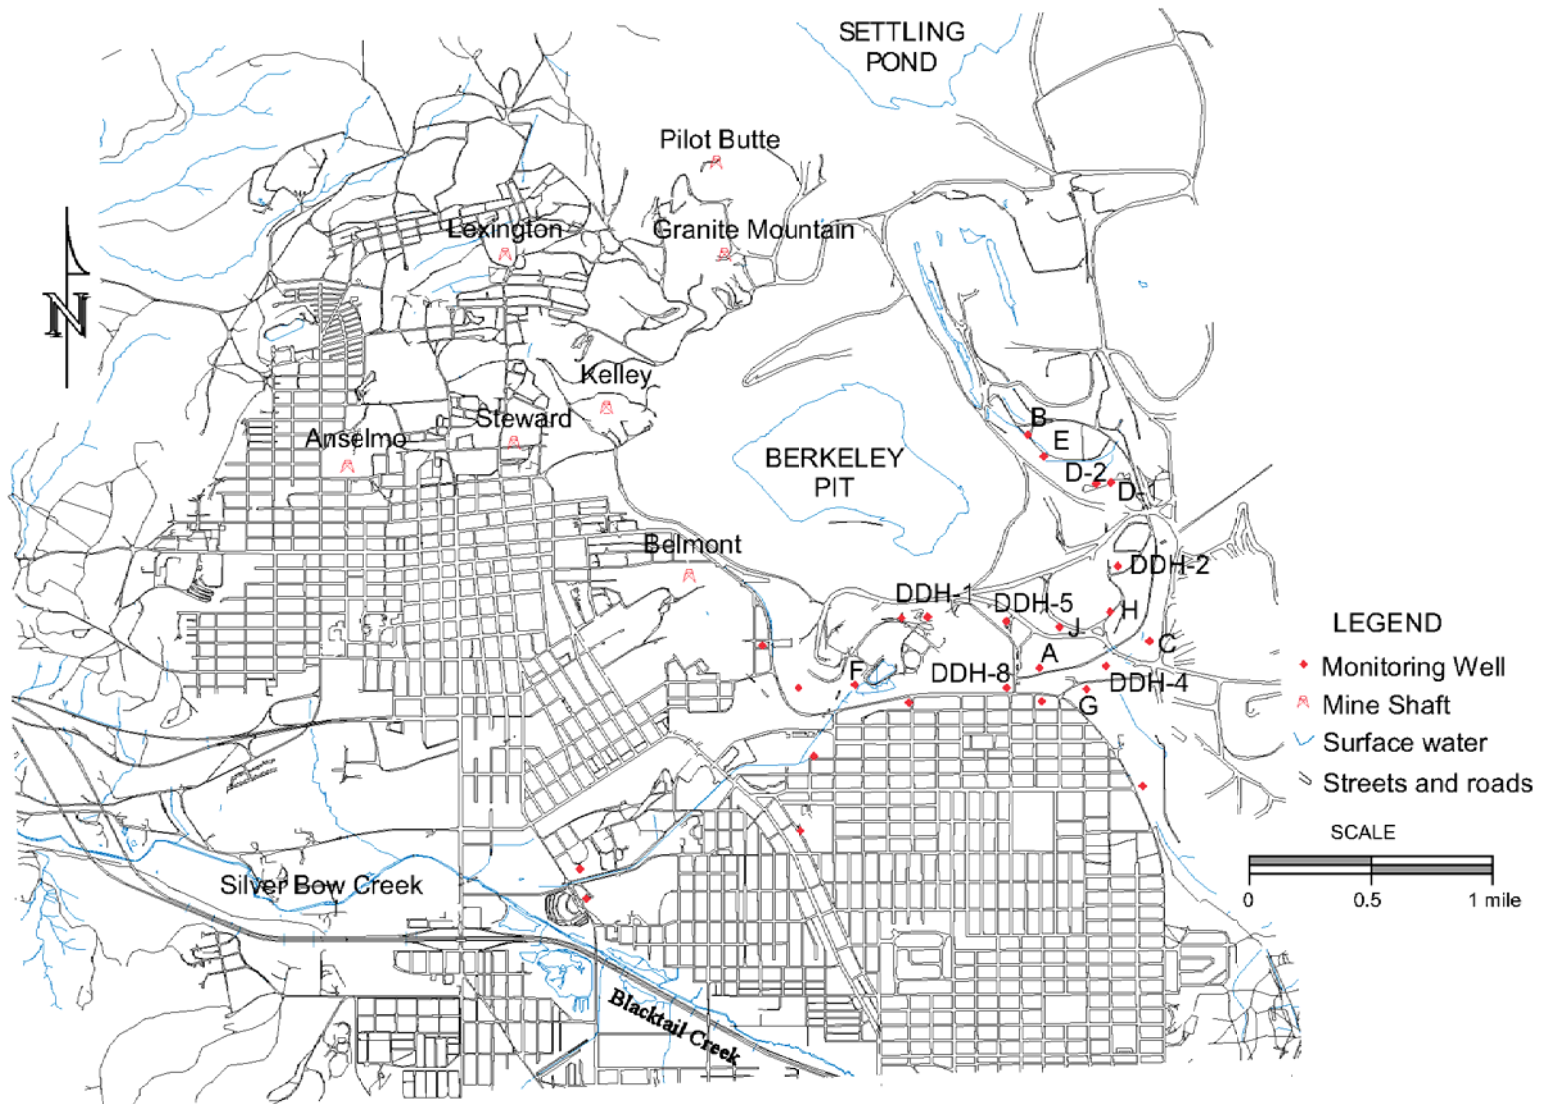 SETTLING
POND
Pilot Butte
Lexington
Granite Mountain
N
Kelley
Steward
Anselmo
BERKELEY
PIT
B
E
D-2
D-1
Belmont
DDH-2
DDH-1
DDH-5
H
J
C
A
F
DDH-8
DDH-4
G
LEGEND
Monitoring Well
Mine Shaft
Surface water
Streets and roads
SCALE
0 0.5 1 mile
Silver Bow Creek
Blacktail Creek